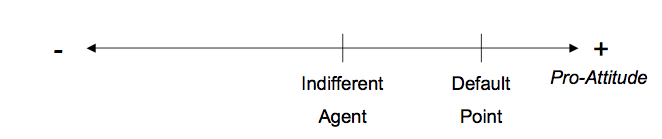 - +
Indifferent Default Pro-Attitude
Agent Point